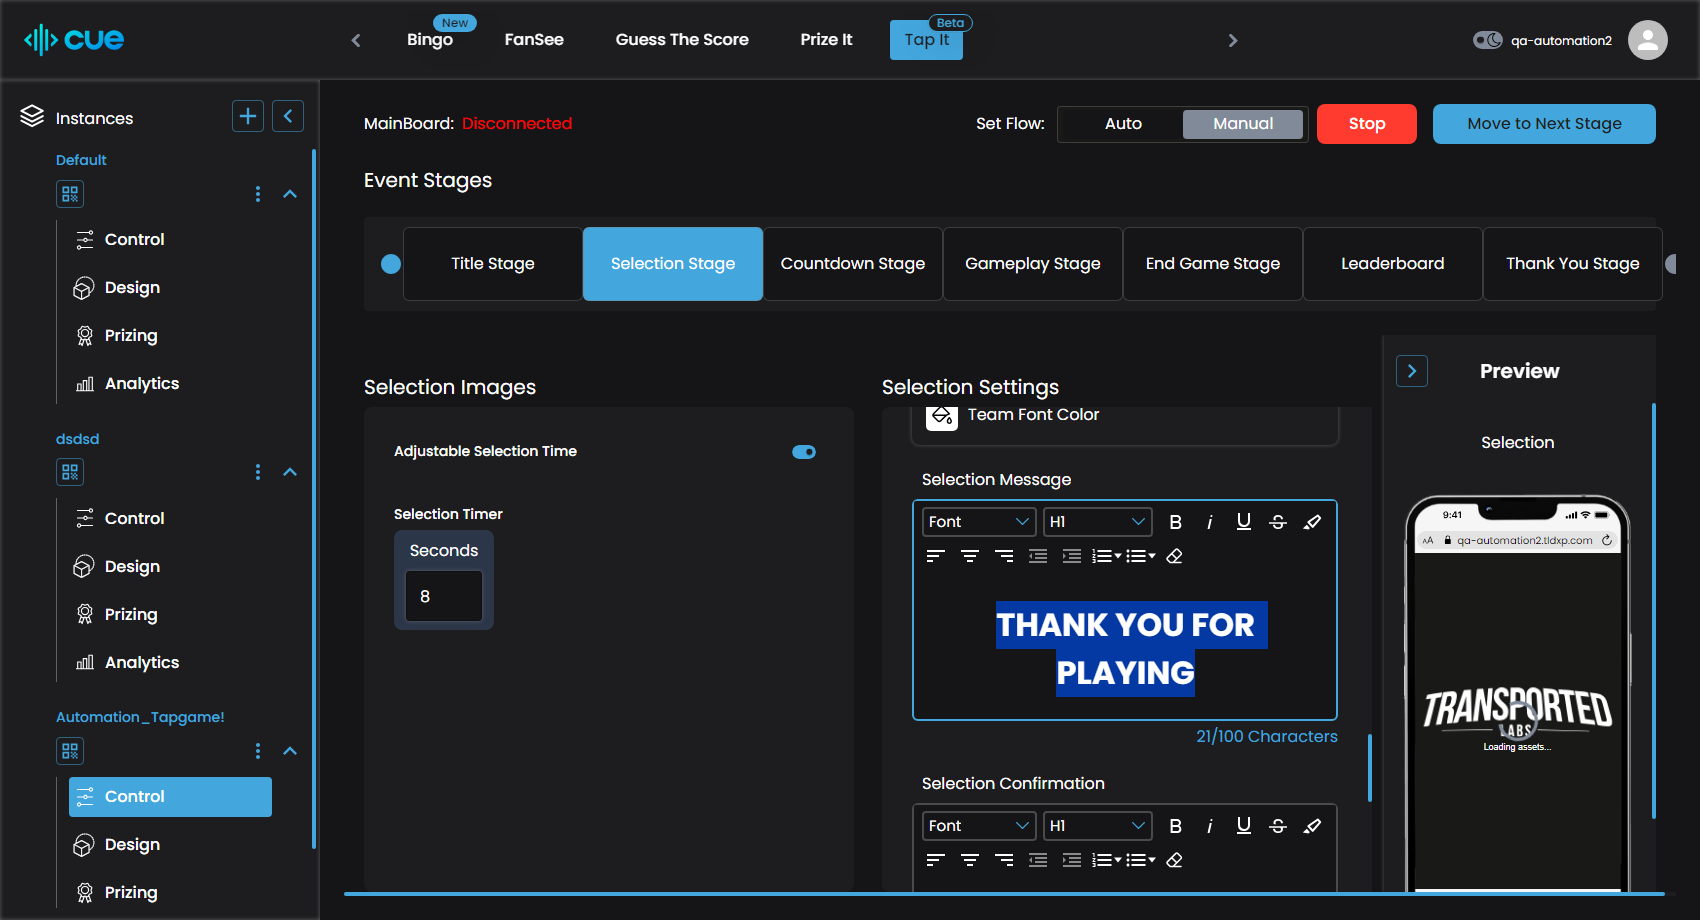 cue
New
Bingo
FanSee
Guess The Score
Prize It
Beta
Tap It
qa-automation2
Instances
Default
Control
Design
Prizing
Analytics
dsdsd
Control
Design
Prizing
Analytics
Automation_Tapgame!
Control
Design
Prizing
MainBoard: Disconnected
Set Flow:
Auto
Manual
Stop
Move to Next Stage
Event Stages
Title Stage
Selection Stage
Countdown Stage
Gameplay Stage
End Game Stage
Leaderboard
Thank You Stage
Selection Images
Adjustable Selection Time
Selection Timer
Seconds
8
Selection Settings
Team Font Color
Selection Message
Font
H1
B
i
U
S
THANK YOU FOR
PLAYING
21/100 Characters
Selection Confirmation
Font
H1
B
i
U
S
Preview
Selection
9:41
AA
qa-automation2.tldxp.com
TRANSPORTED
LABS
Loading assets...